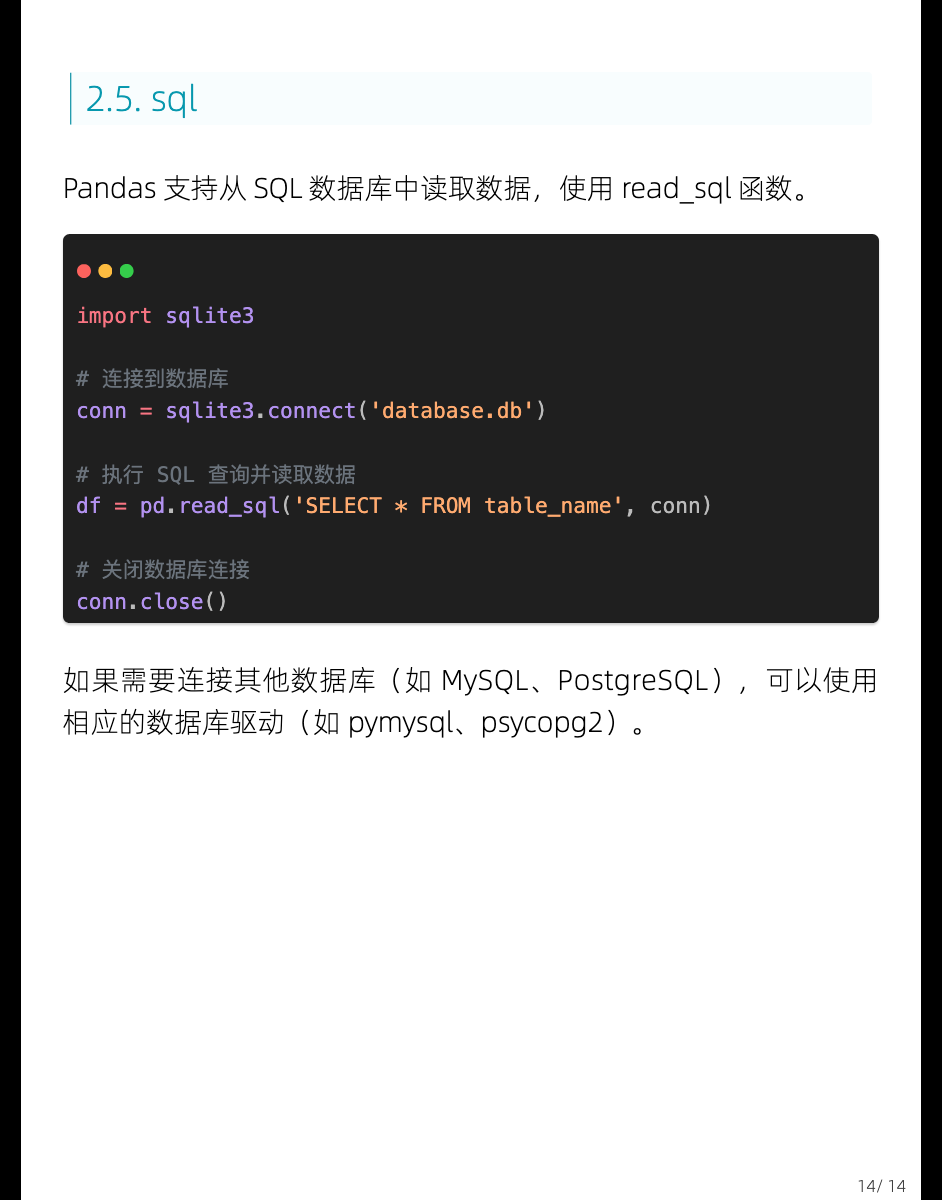 2.5. sql
Pandas 支持从 SQL 数据库中读取数据，使用 read_sql 函数。
import sqlite3
# 连接到数据库
conn = sqlite3.connect('database.db')
# 执行 SQL 查询并读取数据
df = pd.read_sql('SELECT * FROM table_name', conn)
# 关闭数据库连接
conn.close()
如果需要连接其他数据库（如 MySQL、PostgreSQL），可以使用
相应的数据库驱动（如 pymysql、psycopg2）。
14/ 14